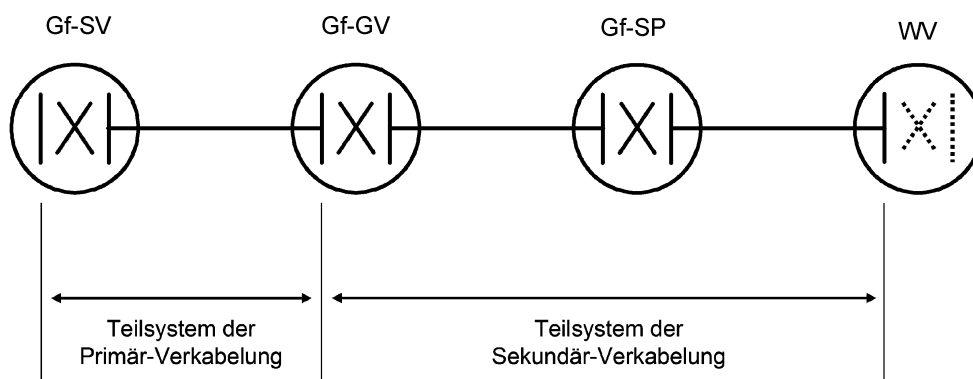 Gf-SV
Gf-GV
Gf-SP
WV
Teilsystem der
Primär-Verkabelung
Teilsystem der
Sekundär-Verkabelung